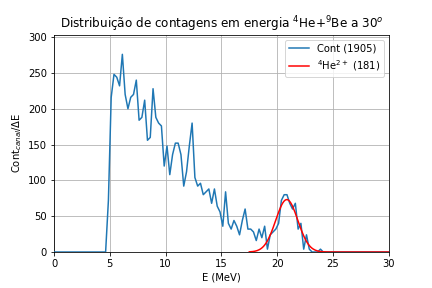 Distribuição de contagens em energia ⁴He+⁹Be a 30º
Cont (1905)
⁴He²⁺ (181)
Cont_canal/ΔE
300
250
200
150
100
50
0
0 5 10 15 20 25 30
E (MeV)